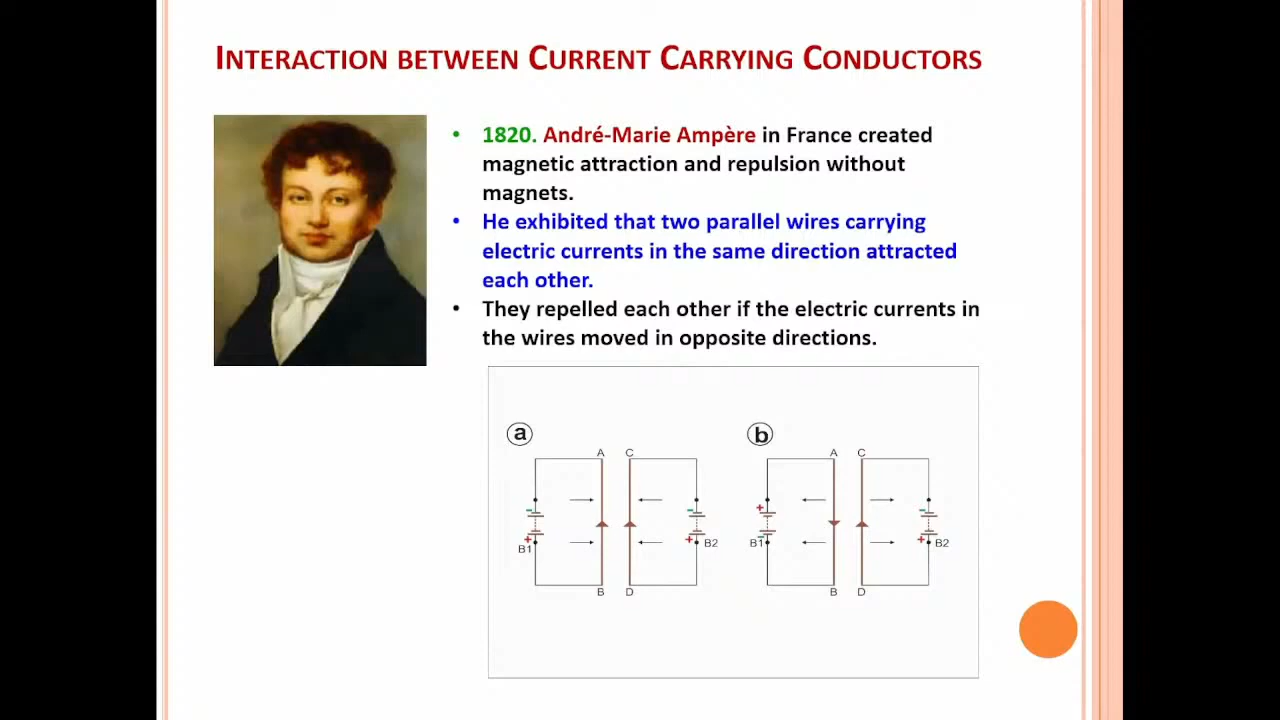 INTERACTION BETWEEN CURRENT CARRYING CONDUCTORS
• 1820. André-Marie Ampère in France created
magnetic attraction and repulsion without
magnets.
• He exhibited that two parallel wires carrying
electric currents in the same direction attracted
each other.
• They repelled each other if the electric currents in
the wires moved in opposite directions.
a
A C
-
-
+
+
B1
B2
B D
b
A C
+
-
-
+
B1
B2
B D